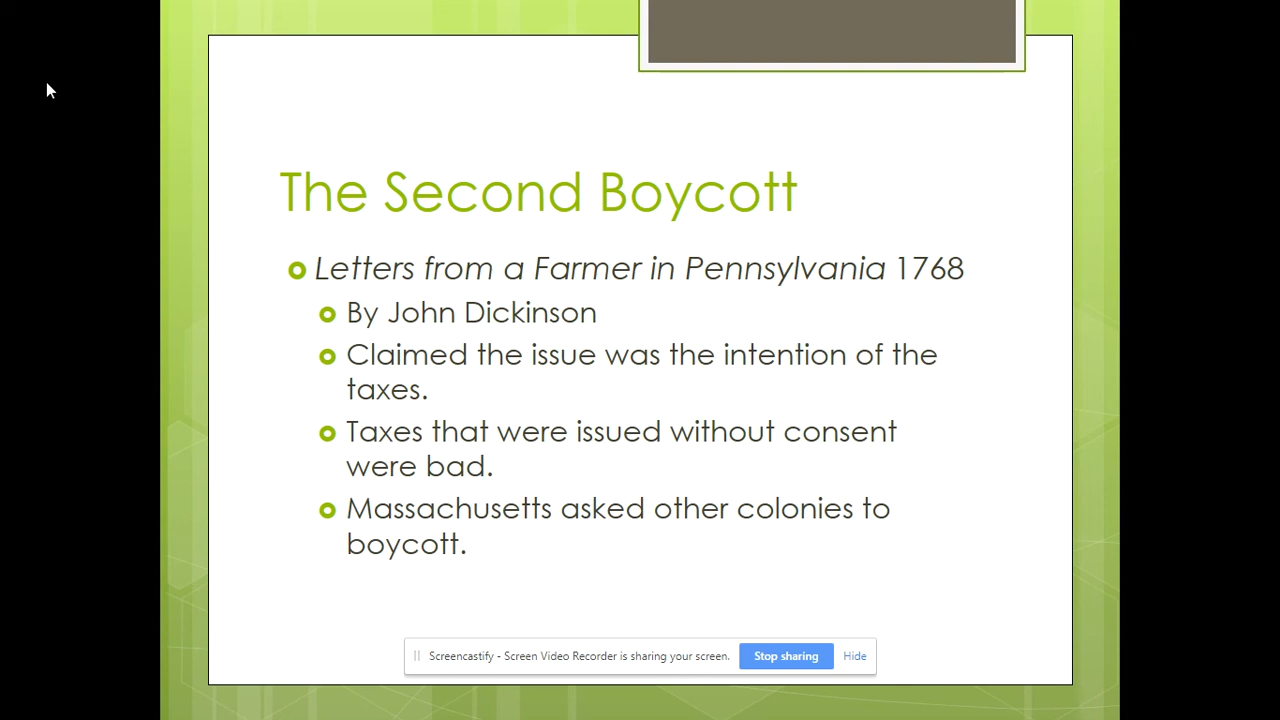 The Second Boycott
Letters from a Farmer in Pennsylvania 1768
By John Dickinson
Claimed the issue was the intention of the
taxes.
Taxes that were issued without consent
were bad.
Massachusetts asked other colonies to
boycott.
Screencastify - Screen Video Recorder is sharing your screen. Stop sharing Hide